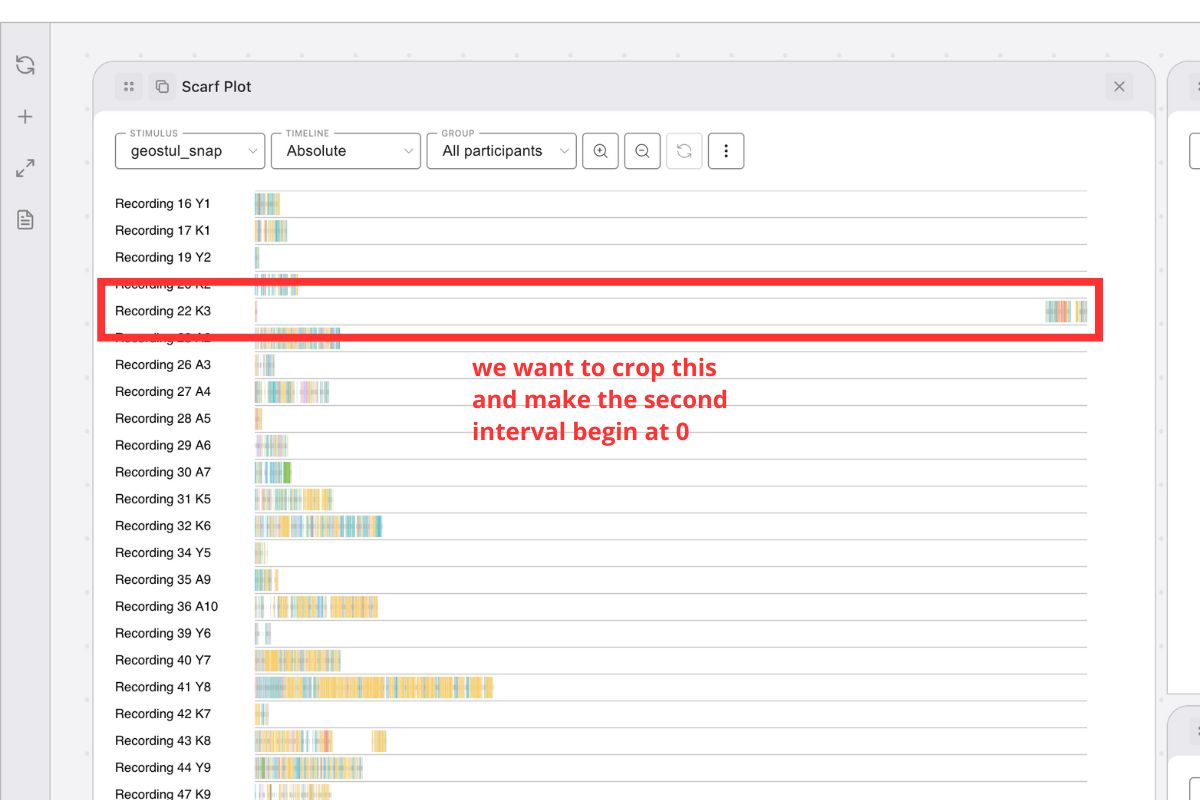 Scarf Plot
STIMULUS
geostul_snap
TIMELINE
Absolute
GROUP
All participants
Recording 16 Y1
Recording 17 K1
Recording 19 Y2
Recording 20 K2
Recording 22 K3
we want to crop this
and make the second
interval begin at 0
Recording 26 A3
Recording 27 A4
Recording 28 A5
Recording 29 A6
Recording 30 A7
Recording 31 K5
Recording 32 K6
Recording 34 Y5
Recording 35 A9
Recording 36 A10
Recording 39 Y6
Recording 40 Y7
Recording 41 Y8
Recording 42 K7
Recording 43 K8
Recording 44 Y9
Recording 47 K9